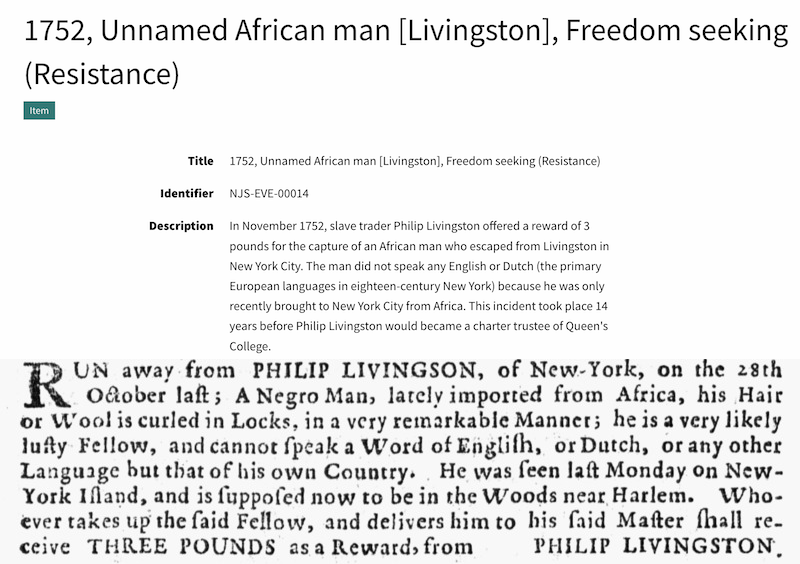 1752, Unnamed African man [Livingston], Freedom seeking
(Resistance)
Item
Title 1752, Unnamed African man [Livingston], Freedom seeking (Resistance)
Identifier NJS-EVE-00014
Description In November 1752, slave trader Philip Livingston offered a reward of 3
pounds for the capture of an African man who escaped from Livingston in
New York City. The man did not speak any English or Dutch (the primary
European languages in eighteen-century New York) because he was only
recently brought to New York City from Africa. This incident took place 14
years before Philip Livingston would became a charter trustee of Queen's
College.
RUN away from PHILIP LIVINGSON, of New-York, on the 28th
October laſt; A Negro Man, lately imported from Africa, his Hair
or Wool is curled in Locks, in a very remarkable Manner; he is a very likely
luſty Fellow, and cannot ſpeak a Word of Engliſh, or Dutch, or any other
Language but that of his own Country. He was ſeen laſt Monday on New-
York Iſland, and is ſuppoſed now to be in the Woods near Harlem. Who-
ever takes up the ſaid Fellow, and delivers him to his ſaid Maſter ſhall re-
ceive THREE POUNDS as a Reward, from PHILIP LIVINGSTON.